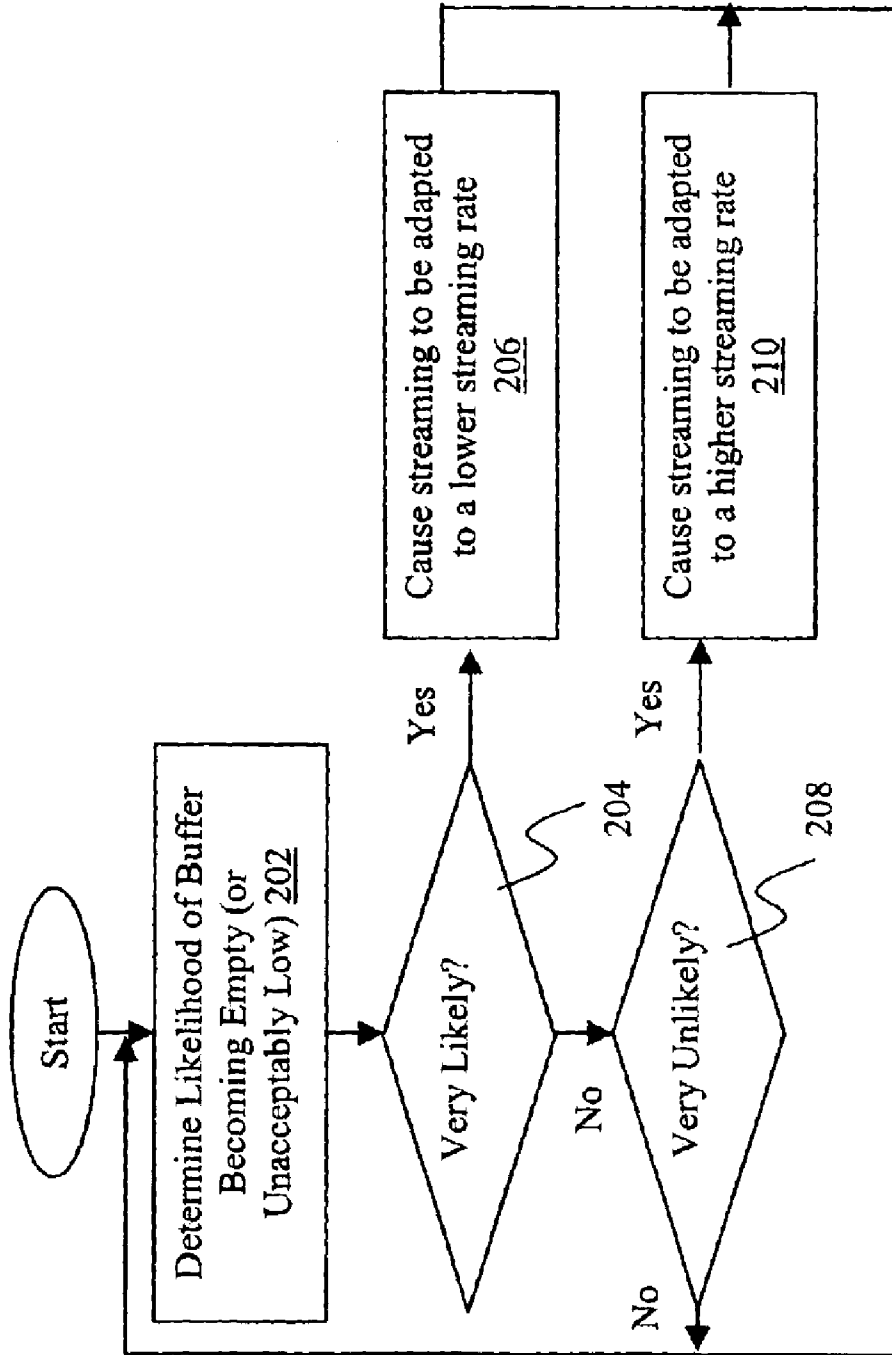 Start
Determine Likelihood of Buffer
Becoming Empty (or
Unacceptably Low) 202
Very Likely?
204
Yes
Cause streaming to be adapted
to a lower streaming rate
206
No
Very Unlikely?
208
Yes
Cause streaming to be adapted
to a higher streaming rate
210
No